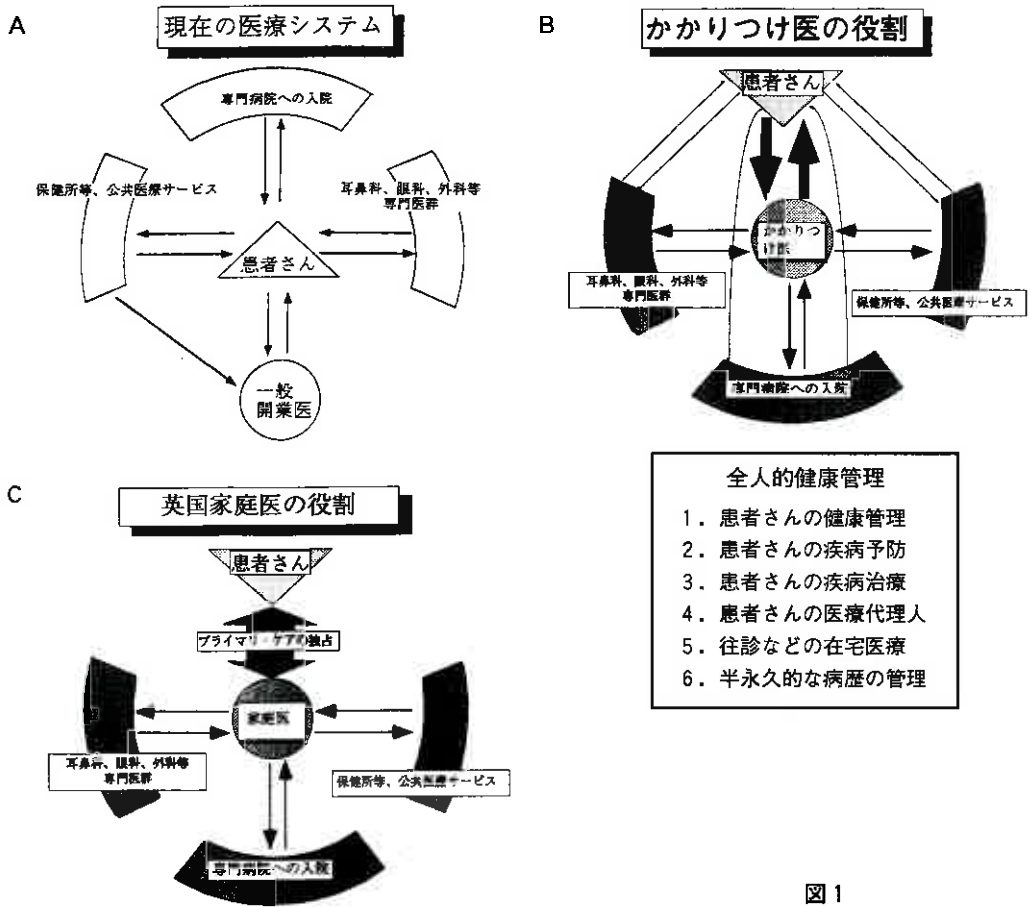 A
現在の医療システム
専門病院への入院
保健所等、公共医療サービス
耳鼻科、眼科、外科等
専門医群
患者さん
一般
開業医
B
かかりつけ医の役割
患者さん
かかりつ
け医
耳鼻科、眼科、外科等
専門医群
保健所等、公共医療サービス
専門病院への入院
全人的健康管理
1．患者さんの健康管理
2．患者さんの疾病予防
3．患者さんの疾病治療
4．患者さんの医療代理人
5．往診などの在宅医療
6．半永久的な病歴の管理
C
英国家庭医の役割
患者さん
プライマリ・ケアの独占
家庭医
耳鼻科、眼科、外科等
専門医群
保健所等、公共医療サービス
専門病院への入院
図1